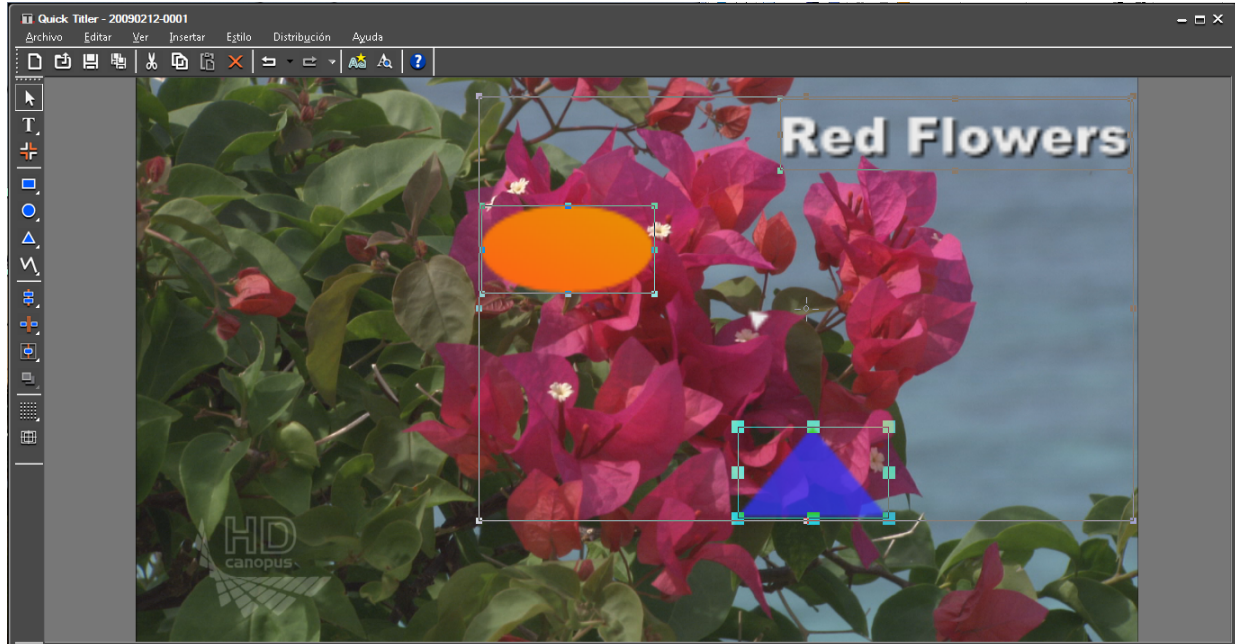 Quick Titler - 20090212-0001
Archivo Editar Ver Insertar Estilo Distribución Ayuda
Red Flowers
HD
canopus